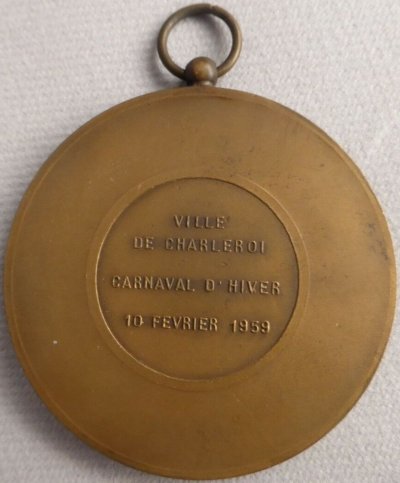 VILLE
DE CHARLEROI
CARNAVAL D'HIVER
10 FEVRIER 1959